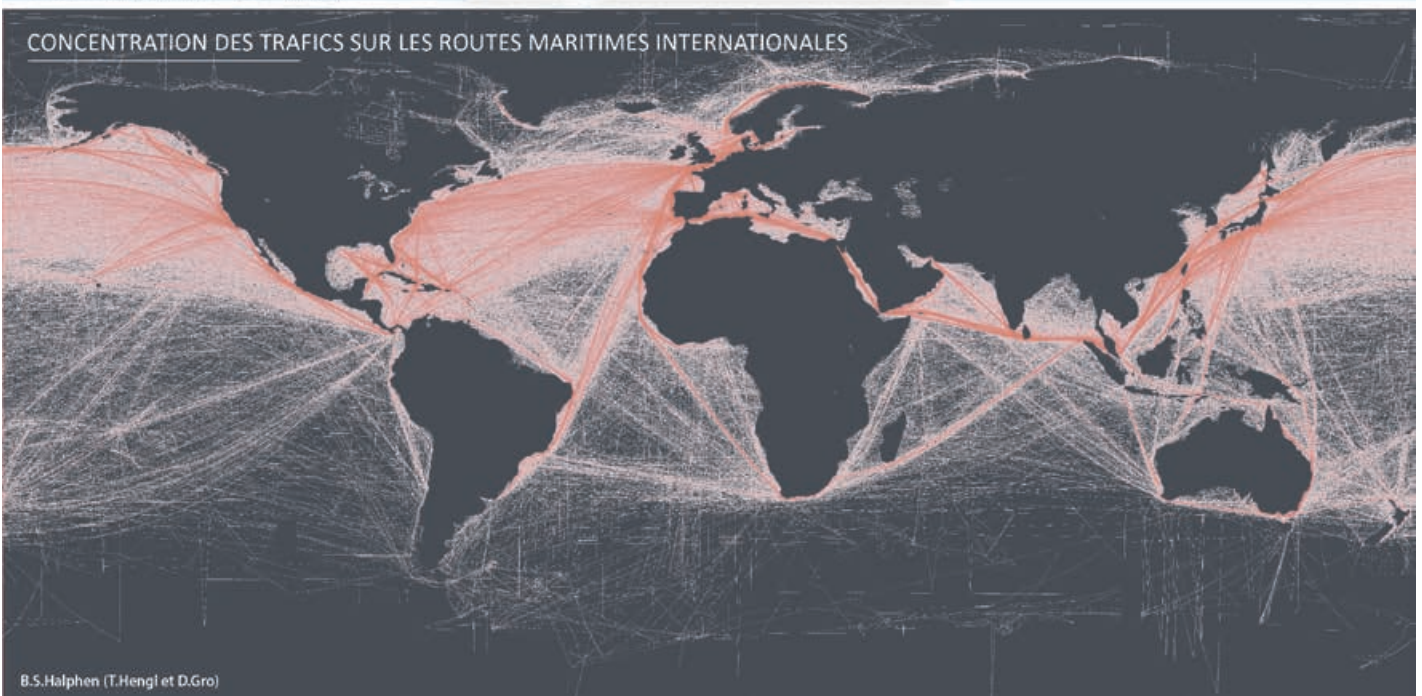 CONCENTRATION DES TRAFICS SUR LES ROUTES MARITIMES INTERNATIONALES
B.S.Halphen (T.Hengl et D.Gro)